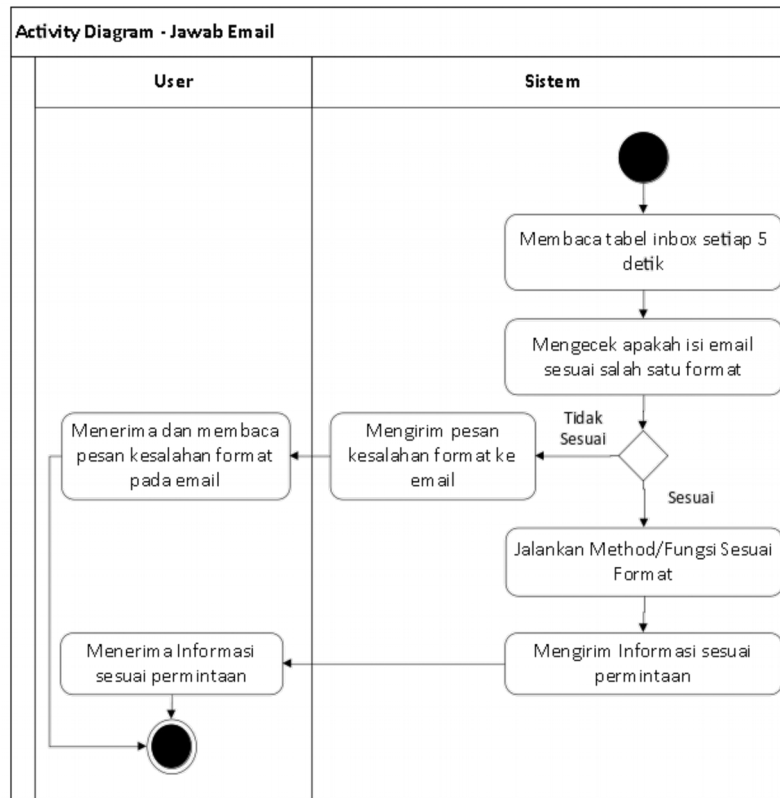 Activity Diagram - Jawab Email
User
Sistem
Membaca tabel inbox setiap 5
detik
Mengecek apakah isi email
sesuai salah satu format
Tidak
Sesuai
Mengirim pesan
kesalahan format ke
email
Menerima dan membaca
pesan kesalahan format
pada email
Sesuai
Jalankan Method/Fungsi Sesuai
Format
Mengirim Informasi sesuai
permintaan
Menerima Informasi
sesuai permintaan